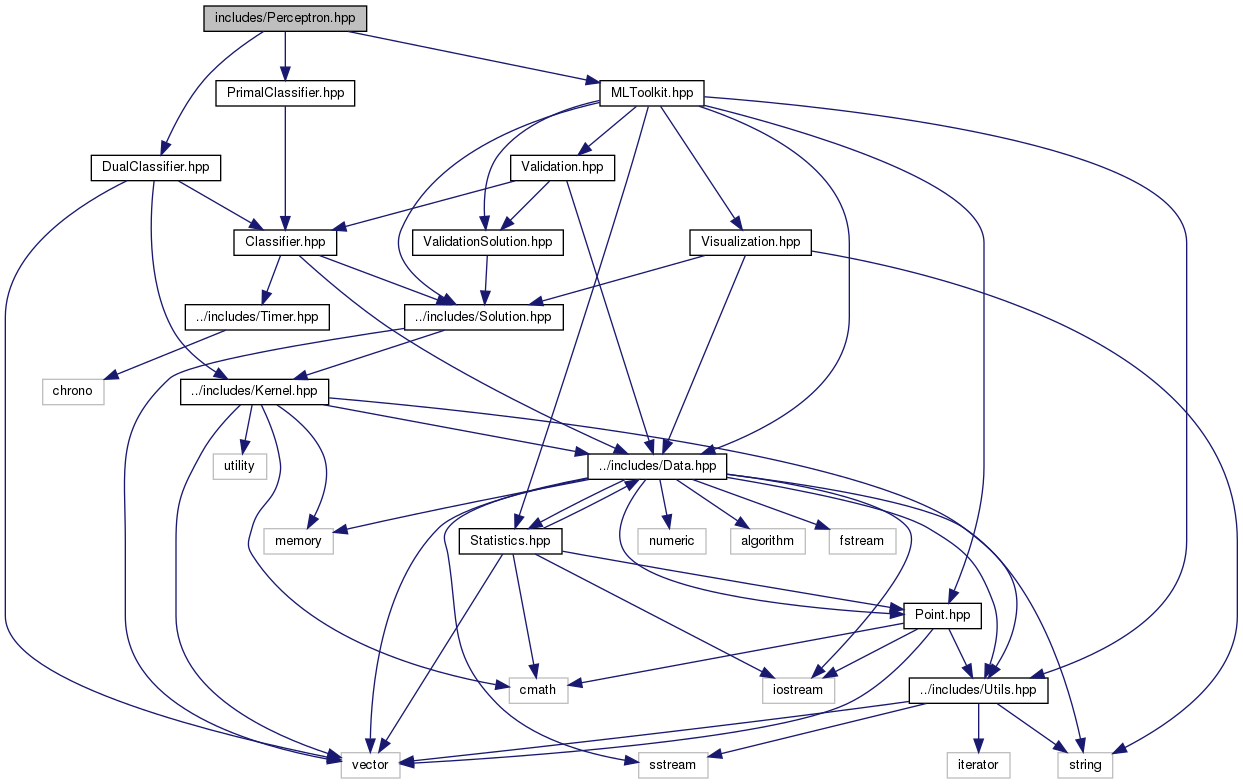 includes/Perceptron.hpp
PrimalClassifier.hpp
MLToolkit.hpp
DualClassifier.hpp
Validation.hpp
Classifier.hpp
ValidationSolution.hpp
Visualization.hpp
../includes/Timer.hpp
../includes/Solution.hpp
chrono
../includes/Kernel.hpp
utility
../includes/Data.hpp
memory
Statistics.hpp
numeric
algorithm
fstream
Point.hpp
cmath
iostream
../includes/Utils.hpp
vector
sstream
iterator
string